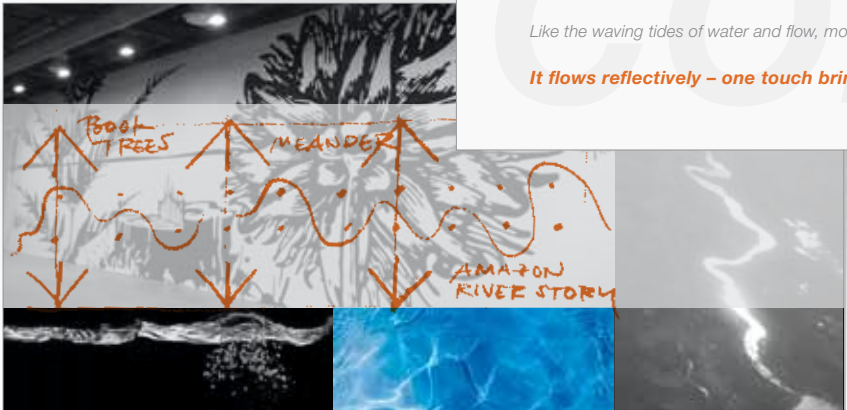 Like the waving tides of water and flow, mo
It flows reflectively – one touch brin
BOOK
TREES
MEANDER
AMAZON
RIVER STORY